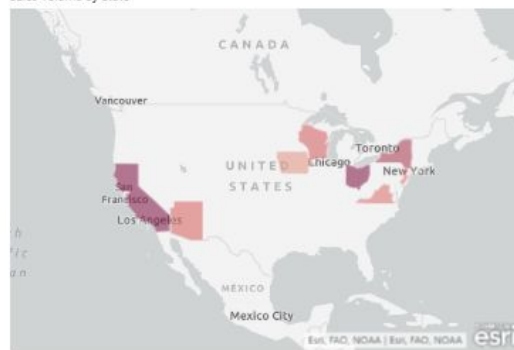 CANADA
Vancouver
Toronto
Chicago
UNITED
STATES
New York
San
Francisco
Los Angeles
MÉXICO
Mexico City
Esri, FAO, NOAA | Esri, FAO, NOAA
esri